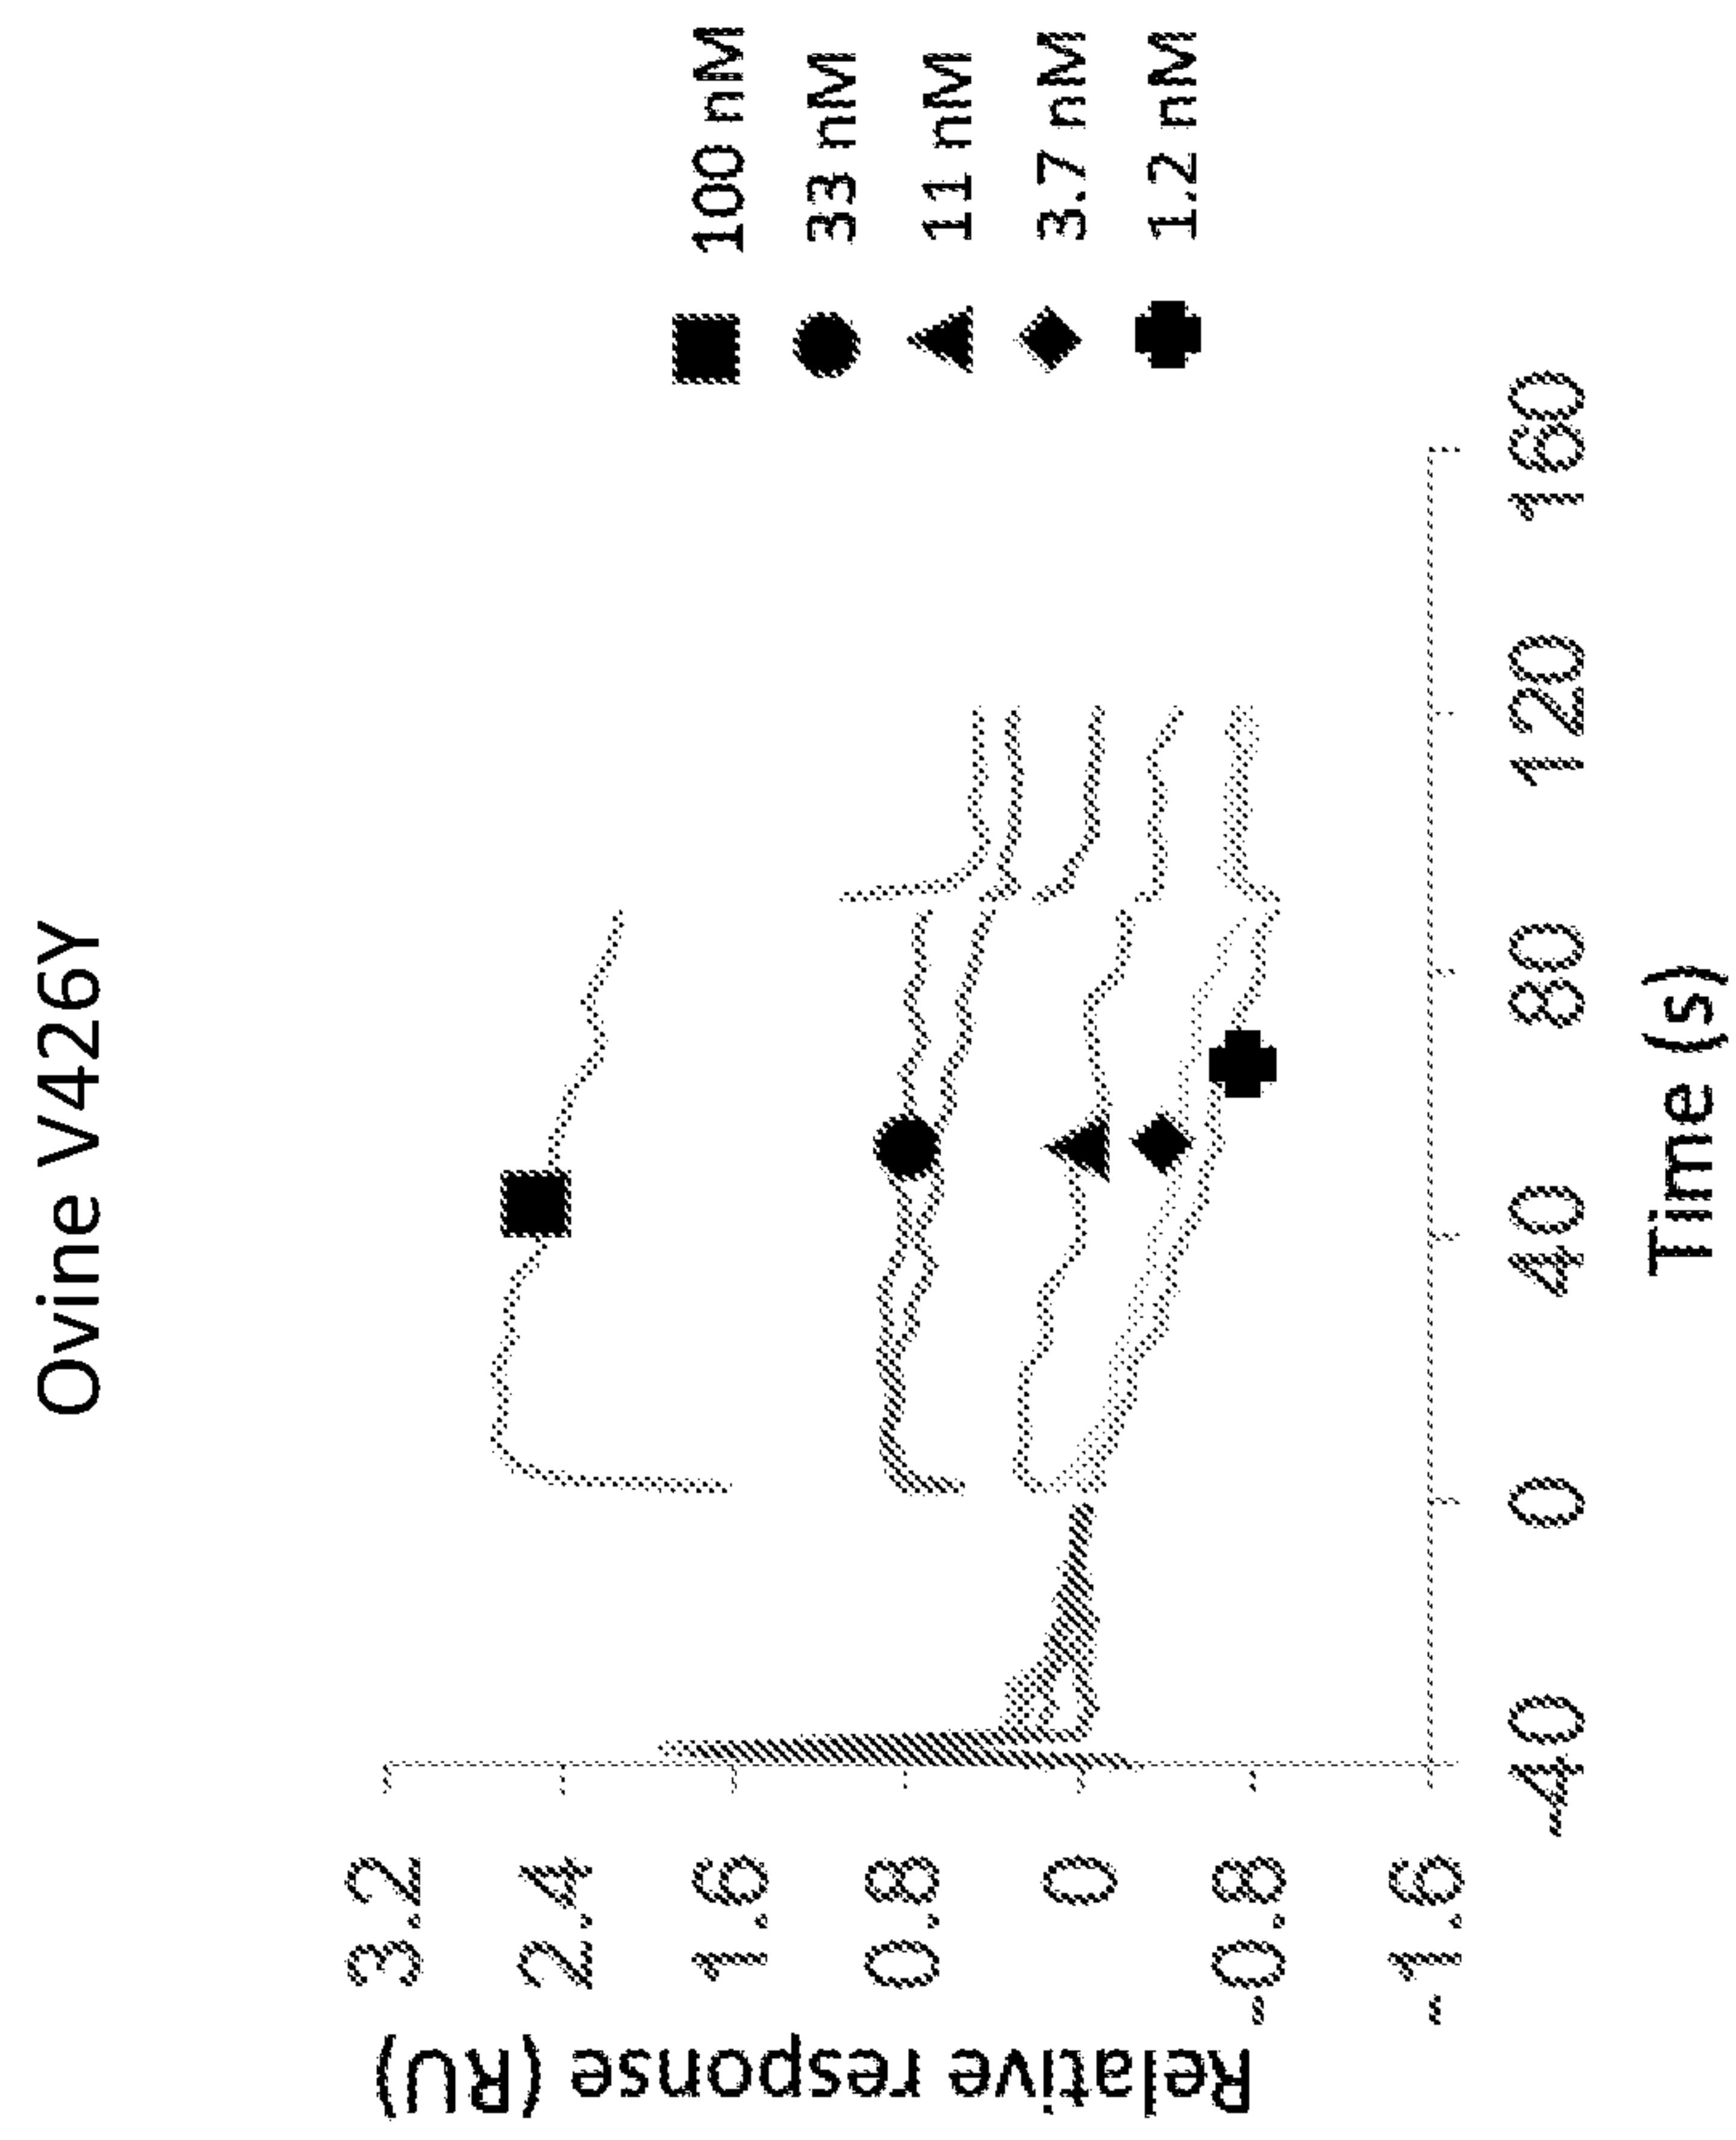 Ovine V426Y
Relative response (RU)
3.2
2.4
1.6
0.8
0
-0.8
-1.6
-40
0
40
80
120
160
Time (s)
100 nM
33 nM
11 nM
3.7 nM
1.2 nM